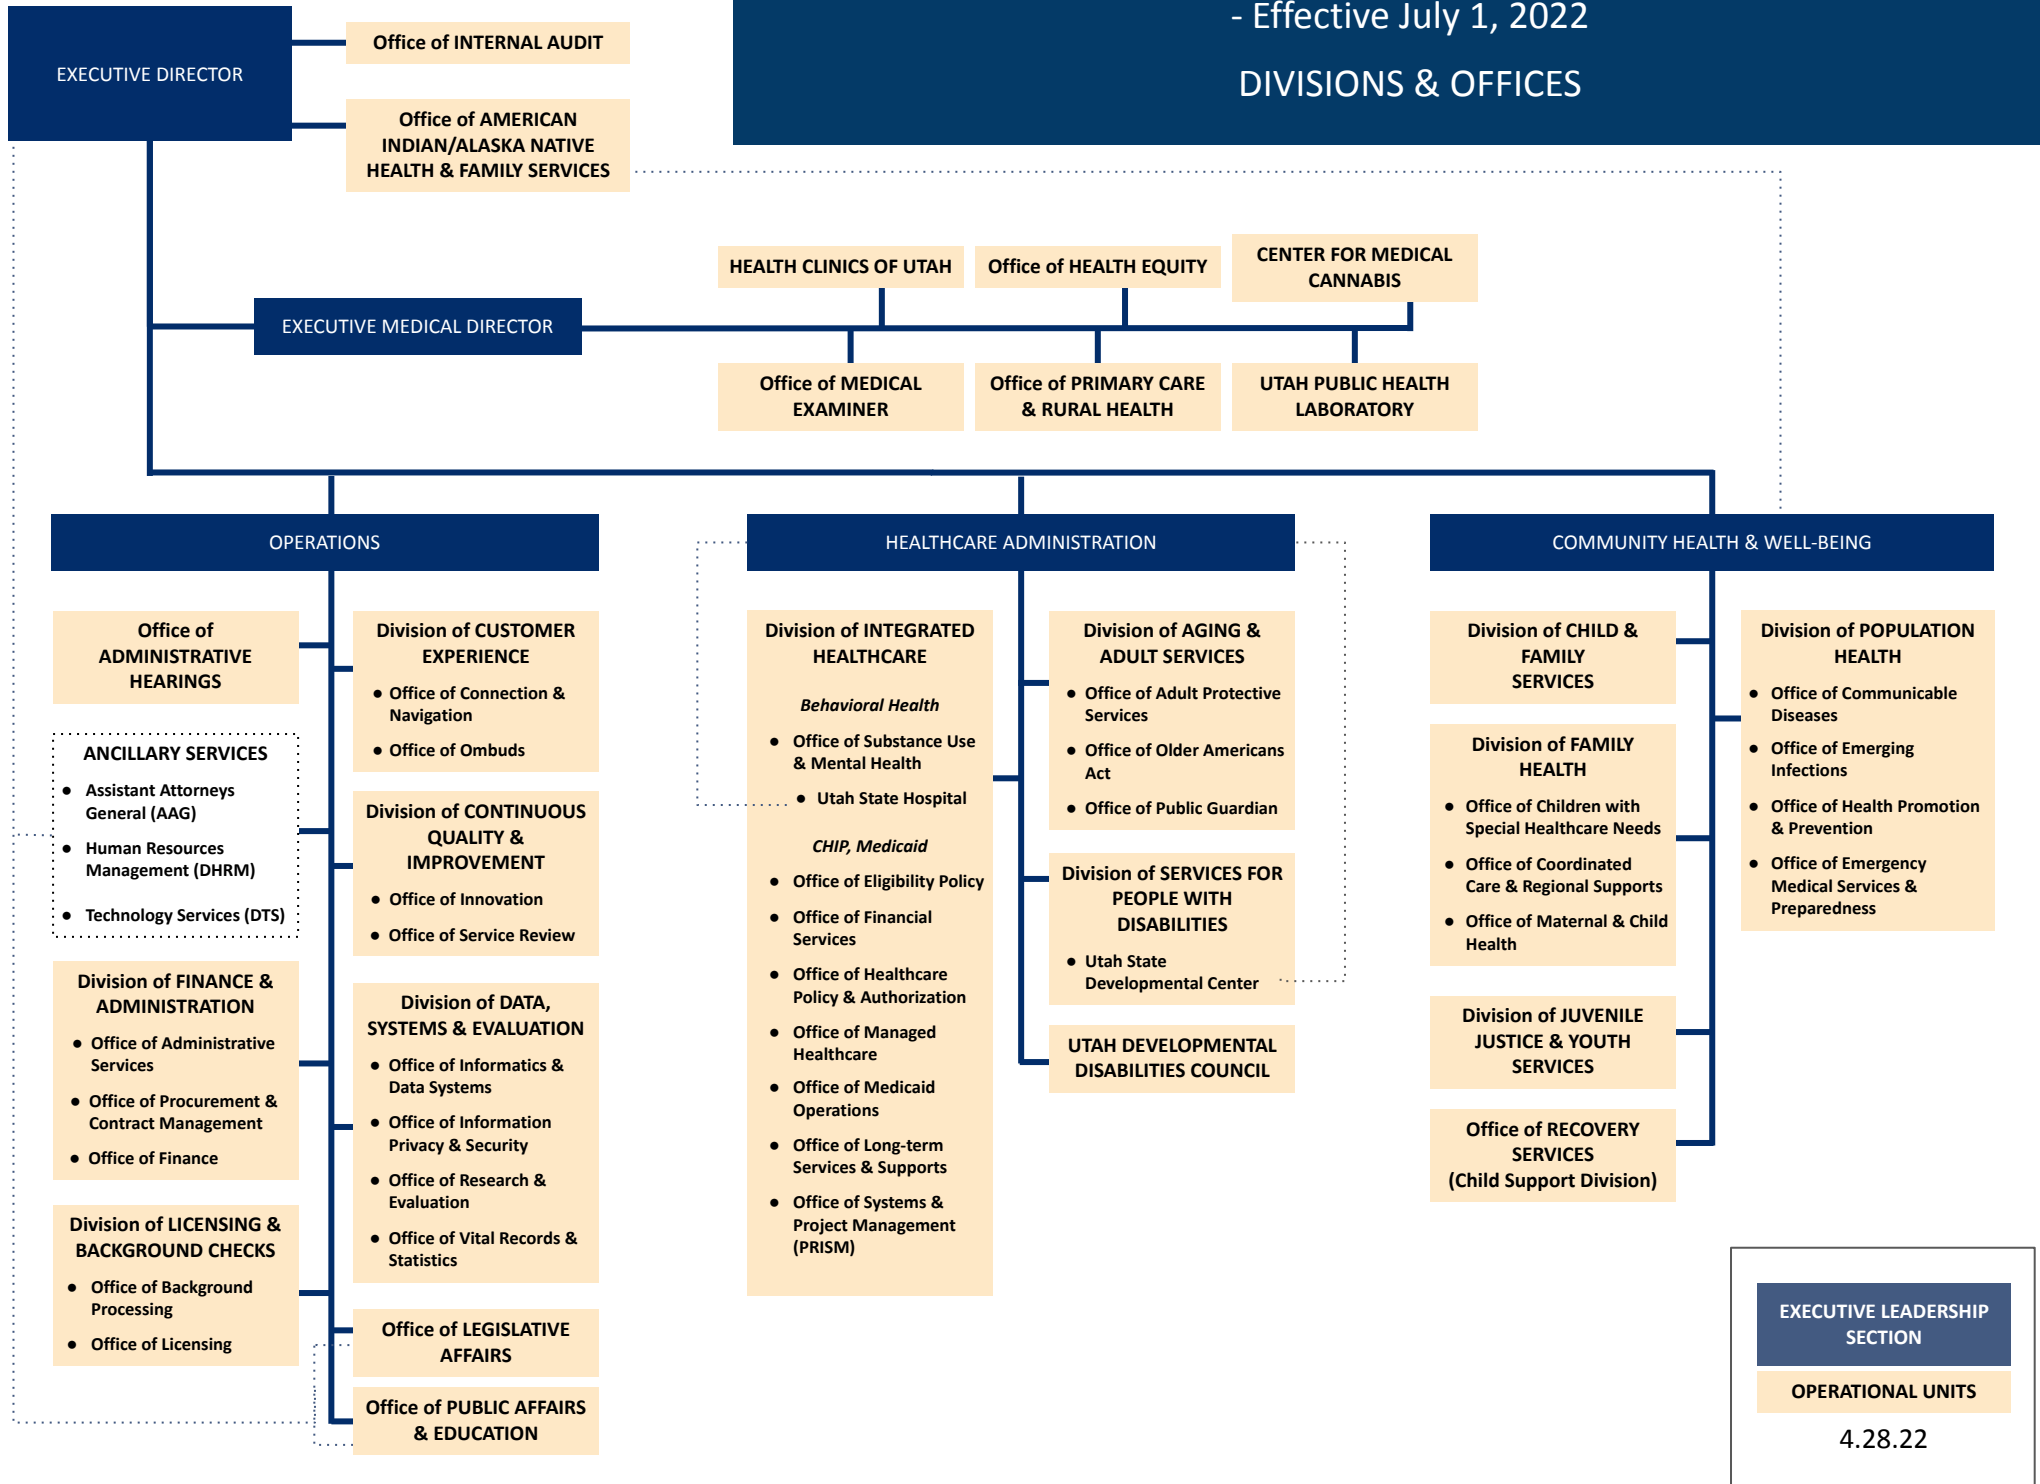 - Effective July 1, 2022
DIVISIONS & OFFICES
EXECUTIVE DIRECTOR
Office of INTERNAL AUDIT
Office of AMERICAN
INDIAN/ALASKA NATIVE
HEALTH & FAMILY SERVICES
HEALTH CLINICS OF UTAH
Office of HEALTH EQUITY
CENTER FOR MEDICAL
CANNABIS
EXECUTIVE MEDICAL DIRECTOR
Office of MEDICAL
EXAMINER
Office of PRIMARY CARE
& RURAL HEALTH
UTAH PUBLIC HEALTH
LABORATORY
OPERATIONS
Office of
ADMINISTRATIVE
HEARINGS
ANCILLARY SERVICES
● Assistant Attorneys
General (AAG)
● Human Resources
Management (DHRM)
● Technology Services (DTS)
Division of FINANCE &
ADMINISTRATION
● Office of Administrative
Services
● Office of Procurement &
Contract Management
● Office of Finance
Division of LICENSING &
BACKGROUND CHECKS
● Office of Background
Processing
● Office of Licensing
Division of CUSTOMER
EXPERIENCE
● Office of Connection &
Navigation
● Office of Ombuds
Division of CONTINUOUS
QUALITY &
IMPROVEMENT
● Office of Innovation
● Office of Service Review
Division of DATA,
SYSTEMS & EVALUATION
● Office of Informatics &
Data Systems
● Office of Information
Privacy & Security
● Office of Research &
Evaluation
● Office of Vital Records &
Statistics
Office of LEGISLATIVE
AFFAIRS
Office of PUBLIC AFFAIRS
& EDUCATION
HEALTHCARE ADMINISTRATION
Division of INTEGRATED
HEALTHCARE
Behavioral Health
● Office of Substance Use
& Mental Health
● Utah State Hospital
CHIP, Medicaid
● Office of Eligibility Policy
● Office of Financial
Services
● Office of Healthcare
Policy & Authorization
● Office of Managed
Healthcare
● Office of Medicaid
Operations
● Office of Long-term
Services & Supports
● Office of Systems &
Project Management
(PRISM)
Division of AGING &
ADULT SERVICES
● Office of Adult Protective
Services
● Office of Older Americans
Act
● Office of Public Guardian
Division of SERVICES FOR
PEOPLE WITH
DISABILITIES
● Utah State
Developmental Center
UTAH DEVELOPMENTAL
DISABILITIES COUNCIL
COMMUNITY HEALTH & WELL-BEING
Division of CHILD &
FAMILY
SERVICES
Division of FAMILY
HEALTH
● Office of Children with
Special Healthcare Needs
● Office of Coordinated
Care & Regional Supports
● Office of Maternal & Child
Health
Division of JUVENILE
JUSTICE & YOUTH
SERVICES
Office of RECOVERY
SERVICES
(Child Support Division)
Division of POPULATION
HEALTH
● Office of Communicable
Diseases
● Office of Emerging
Infections
● Office of Health Promotion
& Prevention
● Office of Emergency
Medical Services &
Preparedness
EXECUTIVE LEADERSHIP
SECTION
OPERATIONAL UNITS
4.28.22